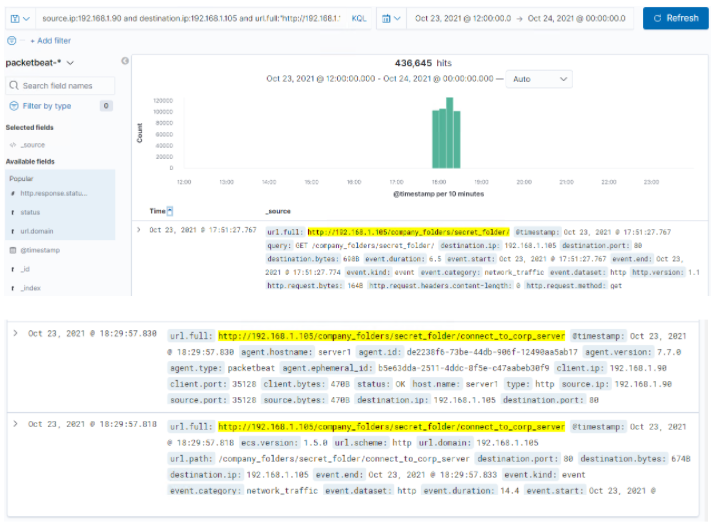 source.ip:192.168.1.90 and destination.ip:192.168.1.105 and url.full:"http://192.168.1.' KQL Oct 23, 2021 @ 12:00:00.0 → Oct 24, 2021 @ 00:00:00.0 Refresh
+ Add filter
packetbeat-*
Search field names
Filter by type 0
Selected fields
</> _source
Available fields
Popular
# http.response.statu...
t status
t url.domain
@timestamp
t _id
t _index
436,645 hits
Oct 23, 2021 @ 12:00:00.000 - Oct 24, 2021 @ 00:00:00.000 — Auto
Count
120000
100000
80000
60000
40000
20000
0
12:00 13:00 14:00 15:00 16:00 17:00 18:00 19:00 20:00 21:00 22:00 23:00
@timestamp per 10 minutes
Time _source
> Oct 23, 2021 @ 17:51:27.767 url.full: http://192.168.1.105/company_folders/secret_folder/ @timestamp: Oct 23, 2021 @ 17:51:27.767
query: GET /company_folders/secret_folder/ destination.ip: 192.168.1.105 destination.port: 80
destination.bytes: 698B event.duration: 6.5 event.start: Oct 23, 2021 @ 17:51:27.767 event.end: Oct 23,
2021 @ 17:51:27.774 event.kind: event event.category: network_traffic event.dataset: http http.version: 1.1
http.request.bytes: 164B http.request.headers.content-length: 0 http.request.method: get
> Oct 23, 2021 @ 18:29:57.830 url.full: http://192.168.1.105/company_folders/secret_folder/connect_to_corp_server @timestamp: Oct 23, 2021
@ 18:29:57.830 agent.hostname: server1 agent.id: de2238f6-73be-44db-906f-12490aa5ab17 agent.version: 7.7.0
agent.type: packetbeat agent.ephemeral_id: b5e63dda-2511-4ddc-8f5e-c47aabeb30f9 client.ip: 192.168.1.90
client.port: 35128 client.bytes: 470B status: OK host.name: server1 type: http source.ip: 192.168.1.90
source.port: 35128 source.bytes: 470B destination.ip: 192.168.1.105 destination.port: 80
> Oct 23, 2021 @ 18:29:57.818 url.full: http://192.168.1.105/company_folders/secret_folder/connect_to_corp_server @timestamp: Oct 23, 2021
@ 18:29:57.818 ecs.version: 1.5.0 url.scheme: http url.domain: 192.168.1.105
url.path: /company_folders/secret_folder/connect_to_corp_server destination.port: 80 destination.bytes: 674B
destination.ip: 192.168.1.105 event.end: Oct 23, 2021 @ 18:29:57.833 event.kind: event
event.category: network_traffic event.dataset: http event.duration: 14.4 event.start: Oct 23, 2021 @